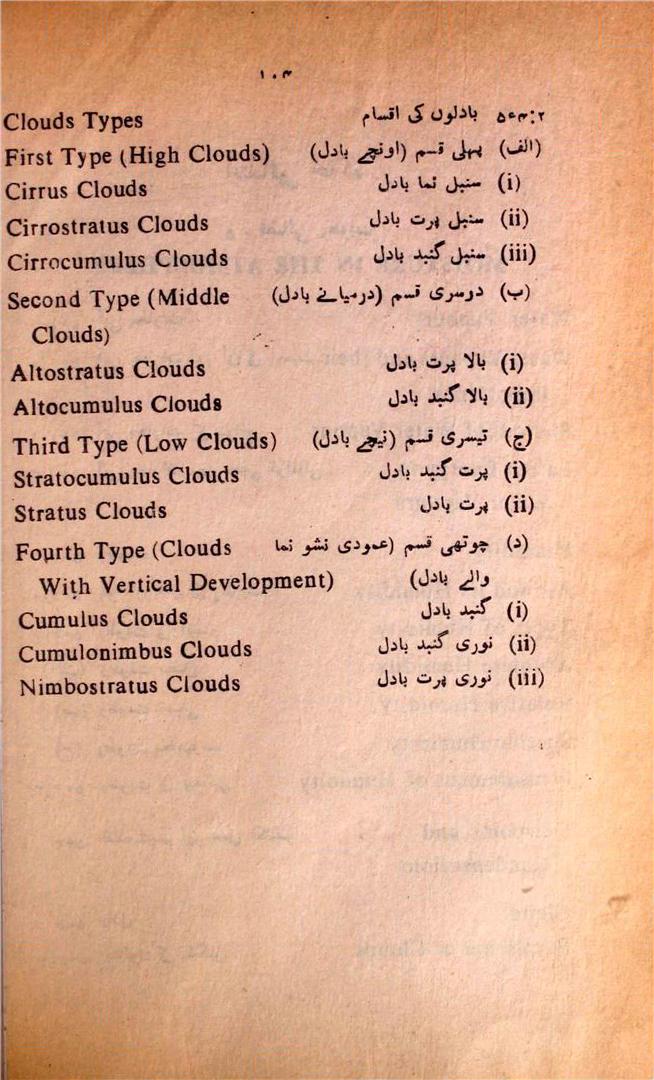 ۱۰۴
Clouds Types بادلوں کی اقسام ۲:۴ء۵
First Type (High Clouds) (الف) پہلی قسم (اونچے بادل)
Cirrus Clouds (i) سنبل نما بادل
Cirrostratus Clouds (ii) سنبل پرت بادل
Cirrocumulus Clouds (iii) سنبل گنبد بادل
Second Type (Middle (ب) دوسری قسم (درمیانے بادل)
Clouds)
Altostratus Clouds (i) بالا پرت بادل
Altocumulus Clouds (ii) بالا گنبد بادل
Third Type (Low Clouds) (ج) تیسری قسم (نیچے بادل)
Stratocumulus Clouds (i) پرت گنبد بادل
Stratus Clouds (ii) پرت بادل
Fourth Type (Clouds (د) چوتھی قسم (عمودی نشو نما
With Vertical Development) والے بادل)
Cumulus Clouds (i) گنبد بادل
Cumulonimbus Clouds (ii) نوری گنبد بادل
Nimbostratus Clouds (iii) نوری پرت بادل